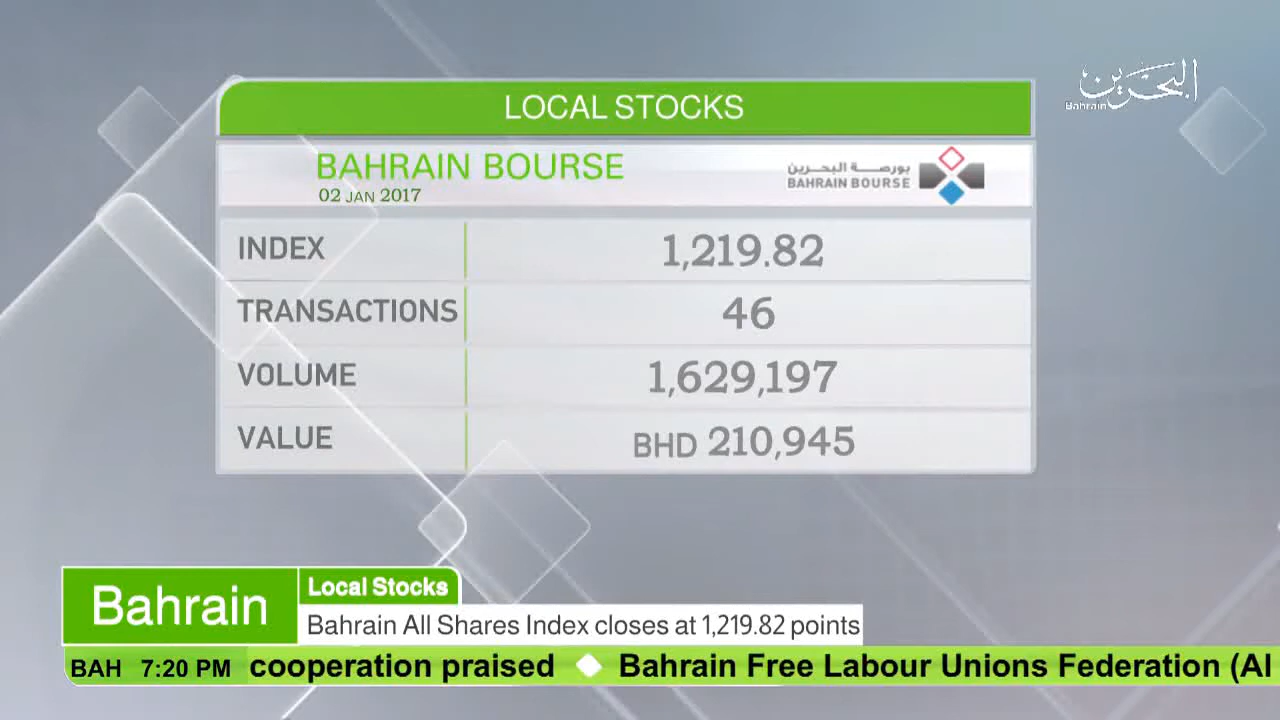 البحرين
Bahrain
LOCAL STOCKS
BAHRAIN BOURSE
02 JAN 2017
بورصة البحرين
BAHRAIN BOURSE
INDEX 1,219.82
TRANSACTIONS 46
VOLUME 1,629,197
VALUE BHD 210,945
Bahrain
Local Stocks
Bahrain All Shares Index closes at 1,219.82 points
BAH 7:20 PM cooperation praised Bahrain Free Labour Unions Federation (Al